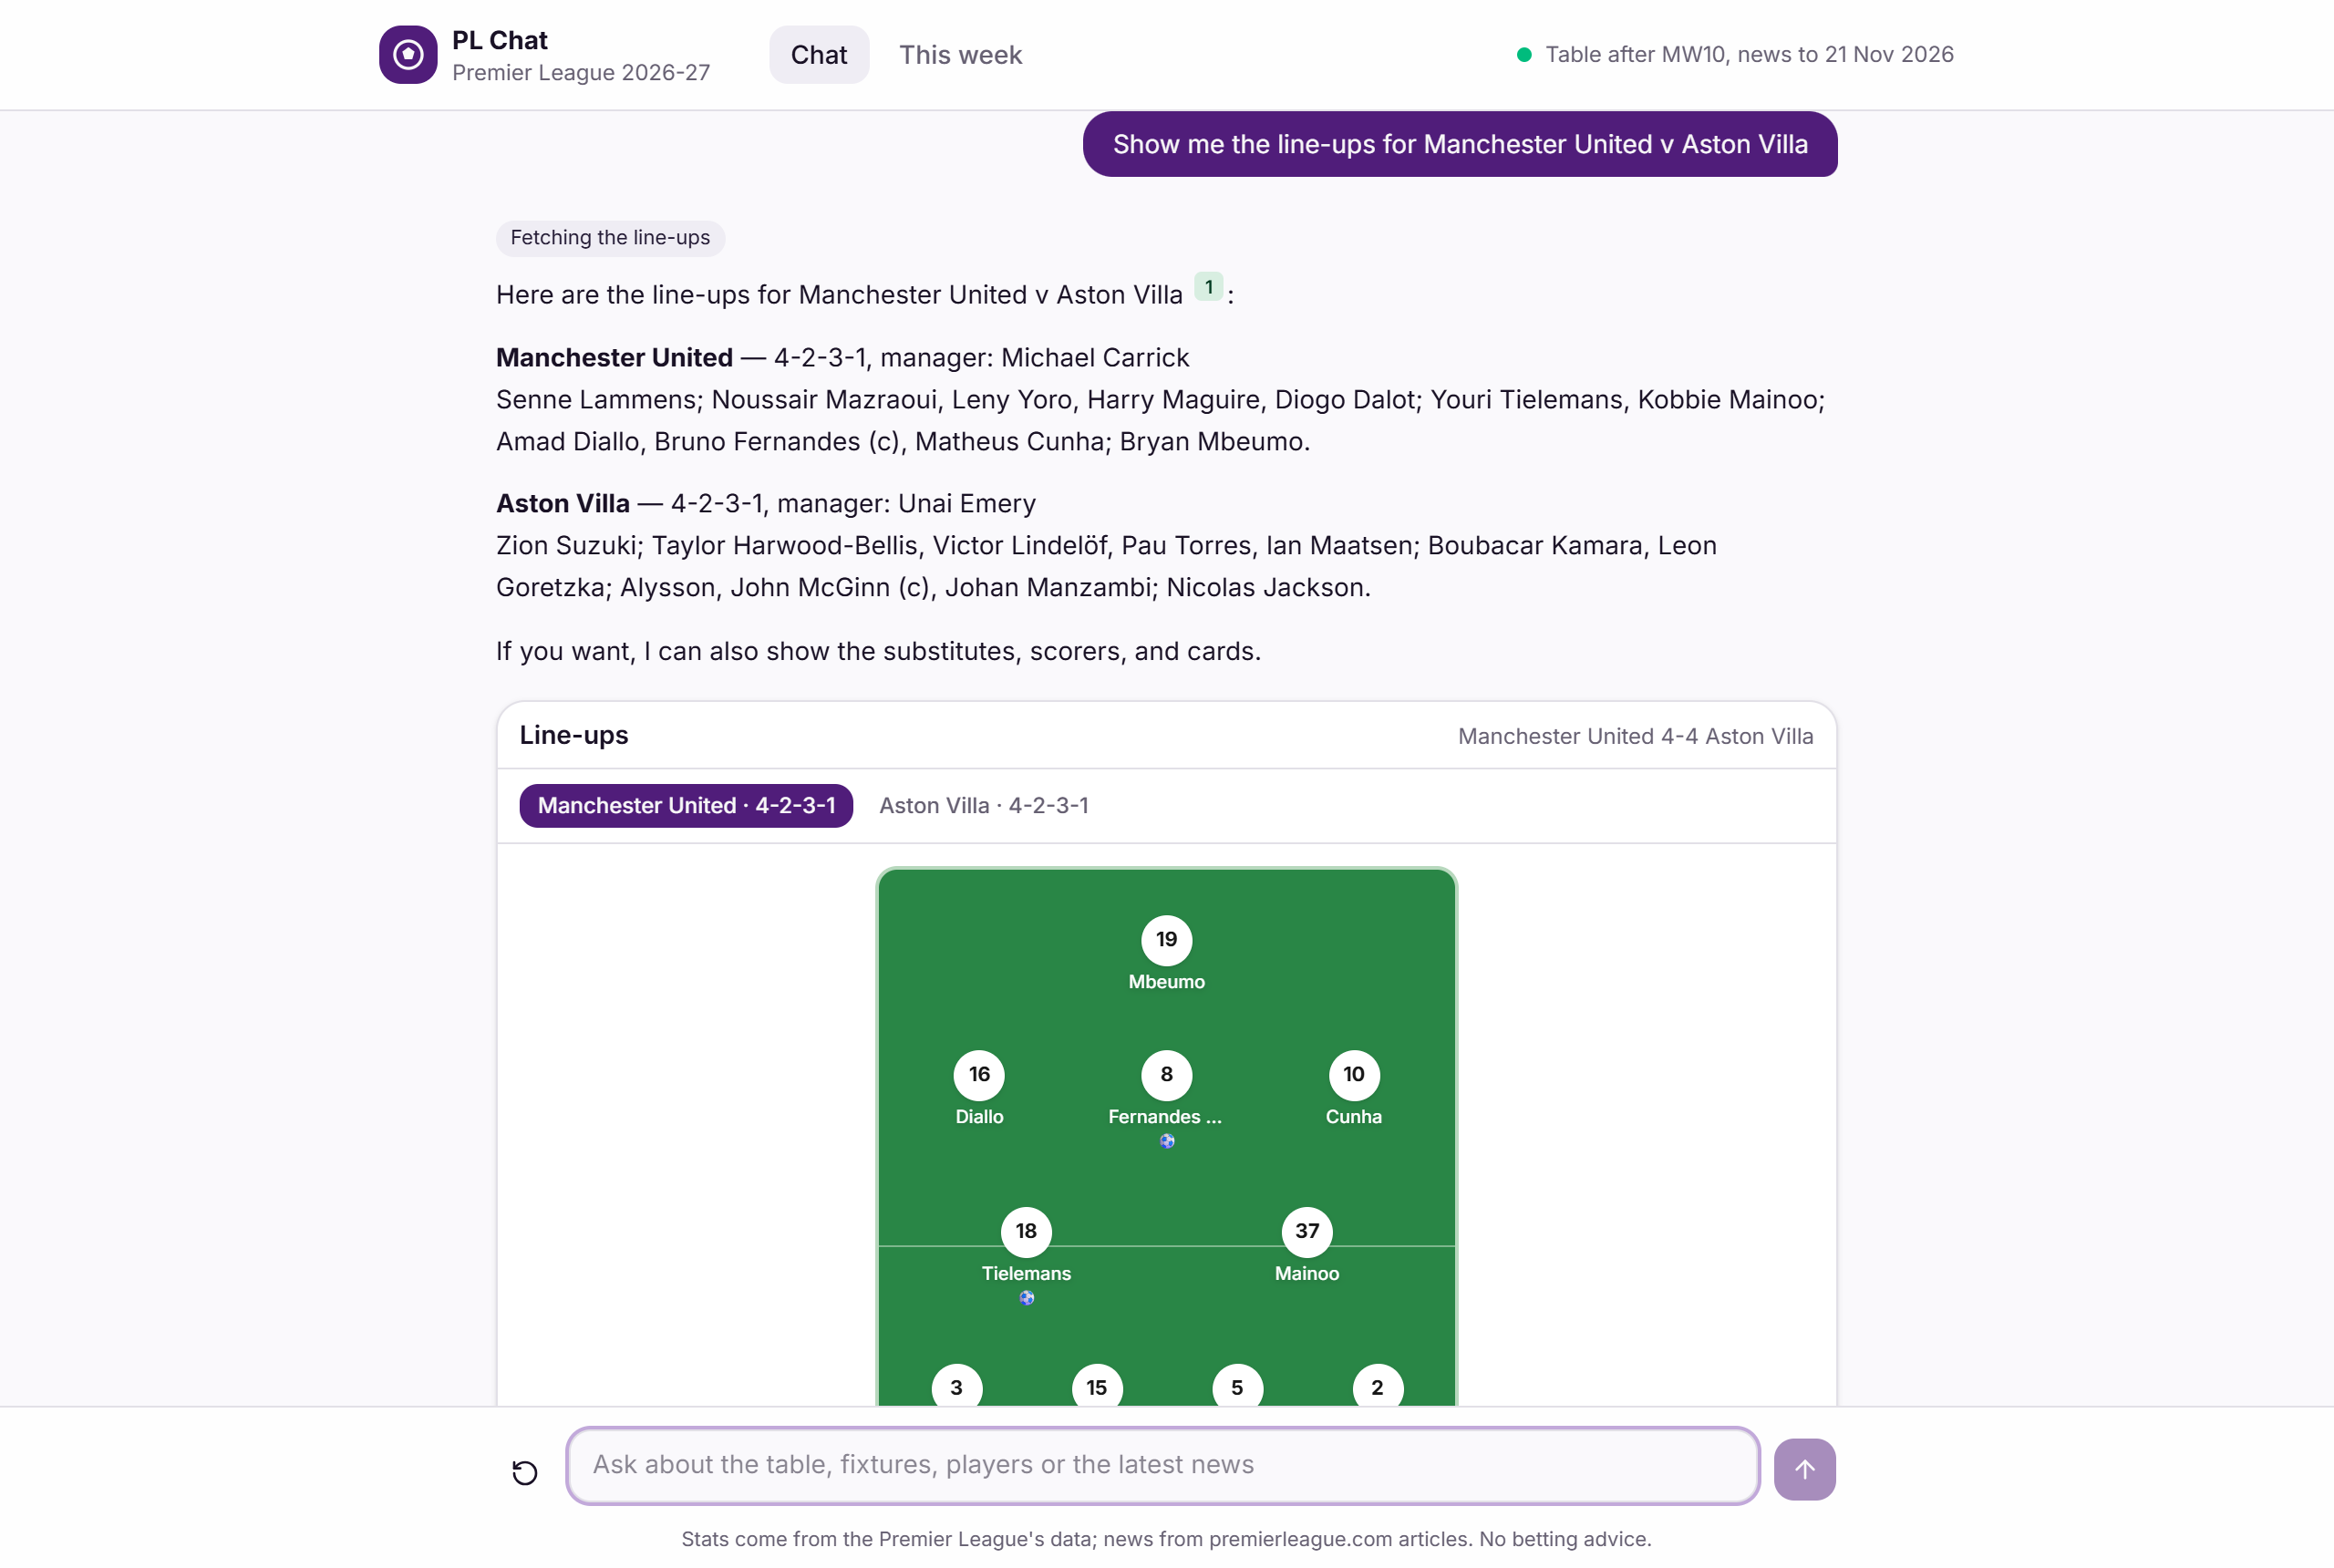 PL Chat
Premier League 2026-27
Chat
This week
Table after MW10, news to 21 Nov 2026
Show me the line-ups for Manchester United v Aston Villa
Fetching the line-ups
Here are the line-ups for Manchester United v Aston Villa 1 :
Manchester United — 4-2-3-1, manager: Michael Carrick
Senne Lammens; Noussair Mazraoui, Leny Yoro, Harry Maguire, Diogo Dalot; Youri Tielemans, Kobbie Mainoo;
Amad Diallo, Bruno Fernandes (c), Matheus Cunha; Bryan Mbeumo.
Aston Villa — 4-2-3-1, manager: Unai Emery
Zion Suzuki; Taylor Harwood-Bellis, Victor Lindelöf, Pau Torres, Ian Maatsen; Boubacar Kamara, Leon
Goretzka; Alysson, John McGinn (c), Johan Manzambi; Nicolas Jackson.
If you want, I can also show the substitutes, scorers, and cards.
Line-ups
Manchester United 4-4 Aston Villa
Manchester United · 4-2-3-1
Aston Villa · 4-2-3-1
19
Mbeumo
16 8 10
Diallo Fernandes ... Cunha
18 37
Tielemans Mainoo
3 15 5 2
Ask about the table, fixtures, players or the latest news
Stats come from the Premier League's data; news from premierleague.com articles. No betting advice.